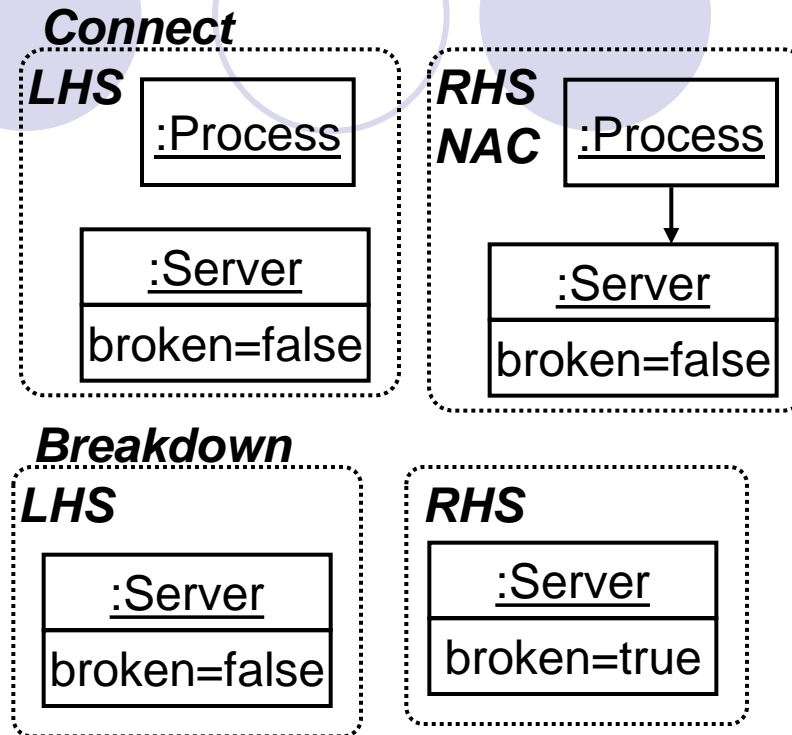 Connect
LHS
:Process
:Server
broken=false
RHS
NAC
:Process
:Server
broken=false
Breakdown
LHS
:Server
broken=false
RHS
:Server
broken=true